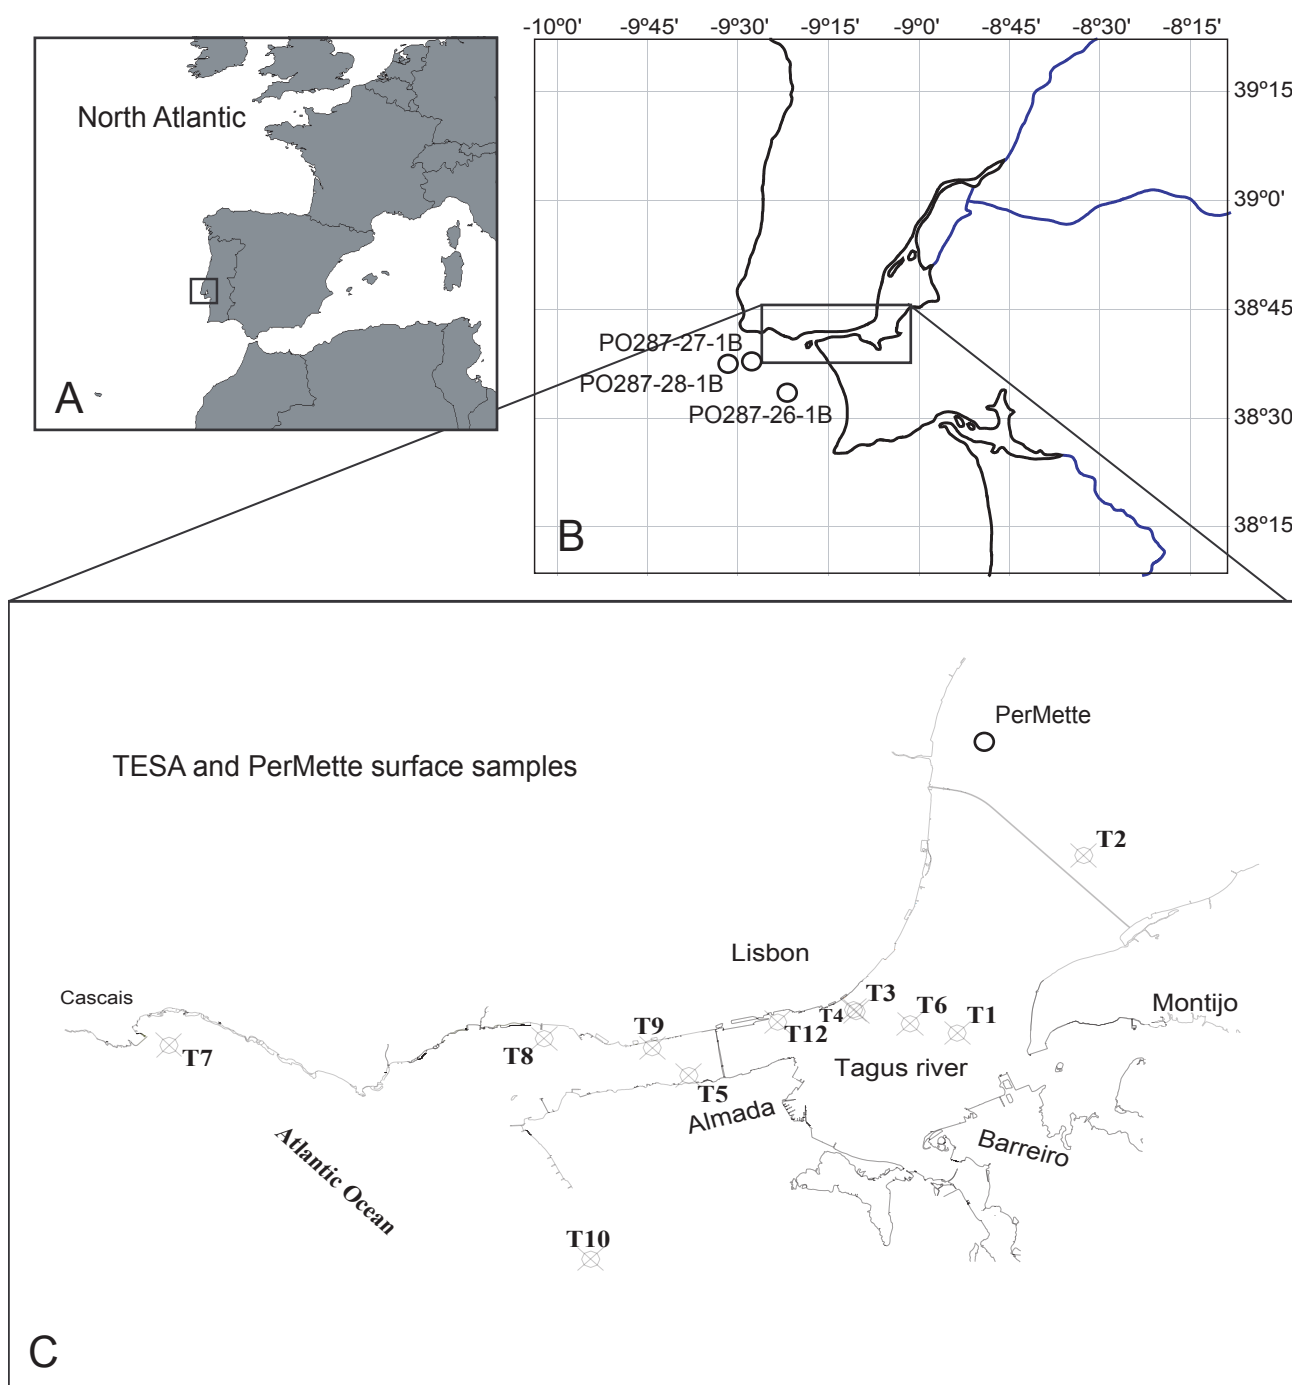 -10º0'
-9º45'
-9º30'
-9º15'
-9º0'
-8º45'
-8º30'
-8º15'
North Atlantic
A
39º15'
39º0'
38º45'
38º30'
38º15'
PO287-27-1B
PO287-28-1B
PO287-26-1B
B
PerMette
TESA and PerMette surface samples
T2
Lisbon
Cascais
T3
T4
T6
T1
Montijo
T7
T8
T9
T12
Tagus river
T5
Almada
Barreiro
Atlantic Ocean
T10
C